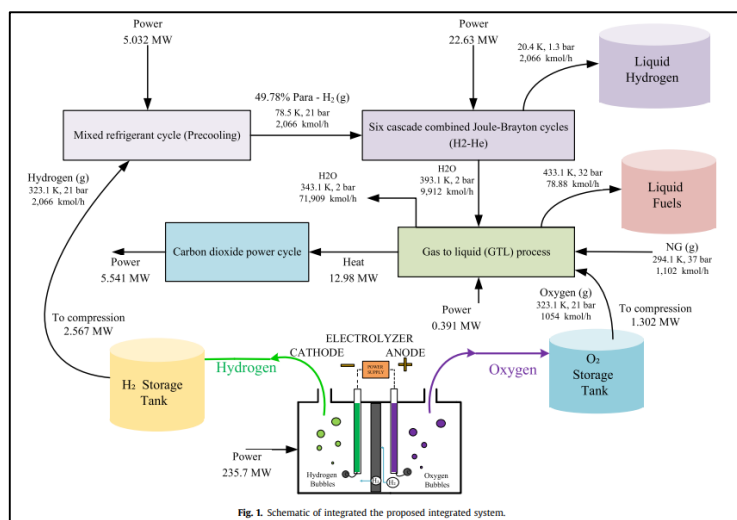 Power
5.032 MW
Power
22.63 MW
20.4 K, 1.3 bar
2,066 kmol/h
Liquid
Hydrogen
49.78% Para - H2 (g)
78.5 K, 21 bar
2,066 kmol/h
Mixed refrigerant cycle (Precooling)
Six cascade combined Joule-Brayton cycles
(H2-He)
Hydrogen (g)
323.1 K, 21 bar
2,066 kmol/h
H2O
343.1 K, 2 bar
71,909 kmol/h
H2O
393.1 K, 2 bar
9,912 kmol/h
433.1 K, 32 bar
78.88 kmol/h
Liquid
Fuels
Carbon dioxide power cycle
Gas to liquid (GTL) process
Power
5.541 MW
Heat
12.98 MW
NG (g)
294.1 K, 37 bar
1,102 kmol/h
Power
0.391 MW
Oxygen (g)
323.1 K, 21 bar
1054 kmol/h
To compression
1.302 MW
To compression
2.567 MW
ELECTROLYZER
CATHODE
ANODE
POWER
SUPPLY
Hydrogen
Oxygen
H2 Storage
Tank
O2
Storage
Tank
Power
235.7 MW
Hydrogen
Bubbles
Oxygen
Bubbles
Fig. 1. Schematic of integrated the proposed integrated system.